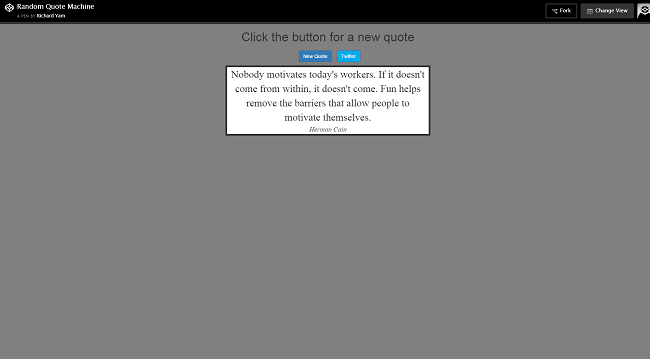 Random Quote Machine
A PEN BY Richard Yam
Fork
Change View
Click the button for a new quote
New Quote
Twitter
Nobody motivates today's workers. If it doesn't
come from within, it doesn't come. Fun helps
remove the barriers that allow people to
motivate themselves.
Herman Cain